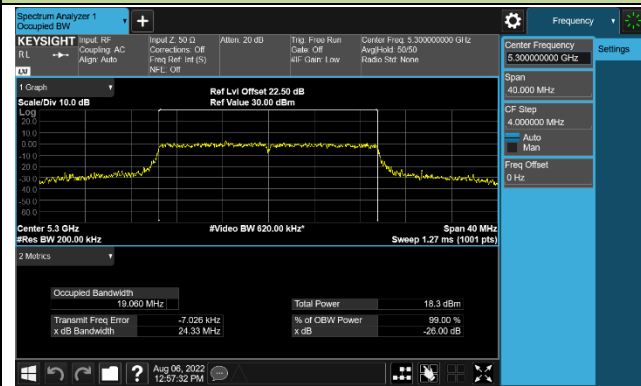 Spectrum Analyzer 1
Occupied BW
Frequency
KEYSIGHT
RL
Input: RF
Coupling: AC
Align: Auto
Input Z: 50 Ω
Corrections: Off
Freq Ref: Int (S)
NFE: Off
Atten: 20 dB
Trig: Free Run
Gate: Off
#IF Gain: Low
Center Freq: 5.300000000 GHz
Avg|Hold: 50/50
Radio Std: None
1 Graph
Scale/Div 10.0 dB
Ref Lvl Offset 22.50 dB
Ref Value 30.00 dBm
Log
20.0
10.0
0.00
-10.0
-20.0
-30.0
-40.0
-50.0
-60.0
Center 5.3 GHz
#Res BW 200.00 kHz
#Video BW 620.00 kHz*
Span 40 MHz
Sweep 1.27 ms (1001 pts)
2 Metrics
Occupied Bandwidth
19.060 MHz
Total Power 18.3 dBm
Transmit Freq Error -7.026 kHz
% of OBW Power 99.00 %
x dB Bandwidth 24.33 MHz
x dB -26.00 dB
Aug 06, 2022
12:57:32 PM
Center Frequency
5.300000000 GHz
Settings
Span
40.000 MHz
CF Step
4.000000 MHz
Auto
Man
Freq Offset
0 Hz